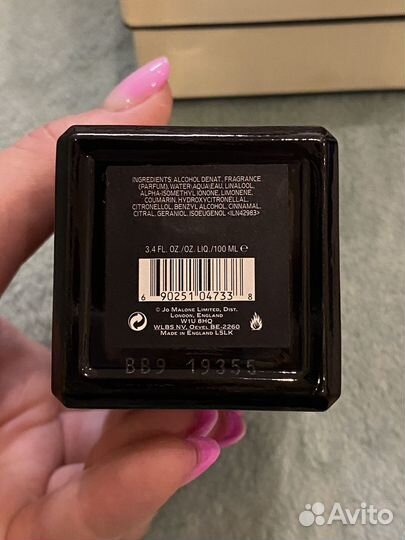 INGREDIENTS: ALCOHOL DENAT., FRAGRANCE
(PARFUM), WATER\AQUA\EAU, LINALOOL,
ALPHA-ISOMETHYL IONONE, LIMONENE,
COUMARIN, HYDROXYCITRONELLAL,
CITRONELLOL, BENZYL ALCOHOL, CINNAMAL,
CITRAL, GERANIOL, ISOEUGENOL <ILN42983>
3.4 FL. OZ./OZ. LIQ./100 ML ℮
6 90251 04733 8
© JO MALONE LIMITED, DIST.
LONDON, ENGLAND
W1U 8HQ
WLBS NV, OEVEL BE-2260
MADE IN ENGLAND LSLK
BB9 19355
Avito